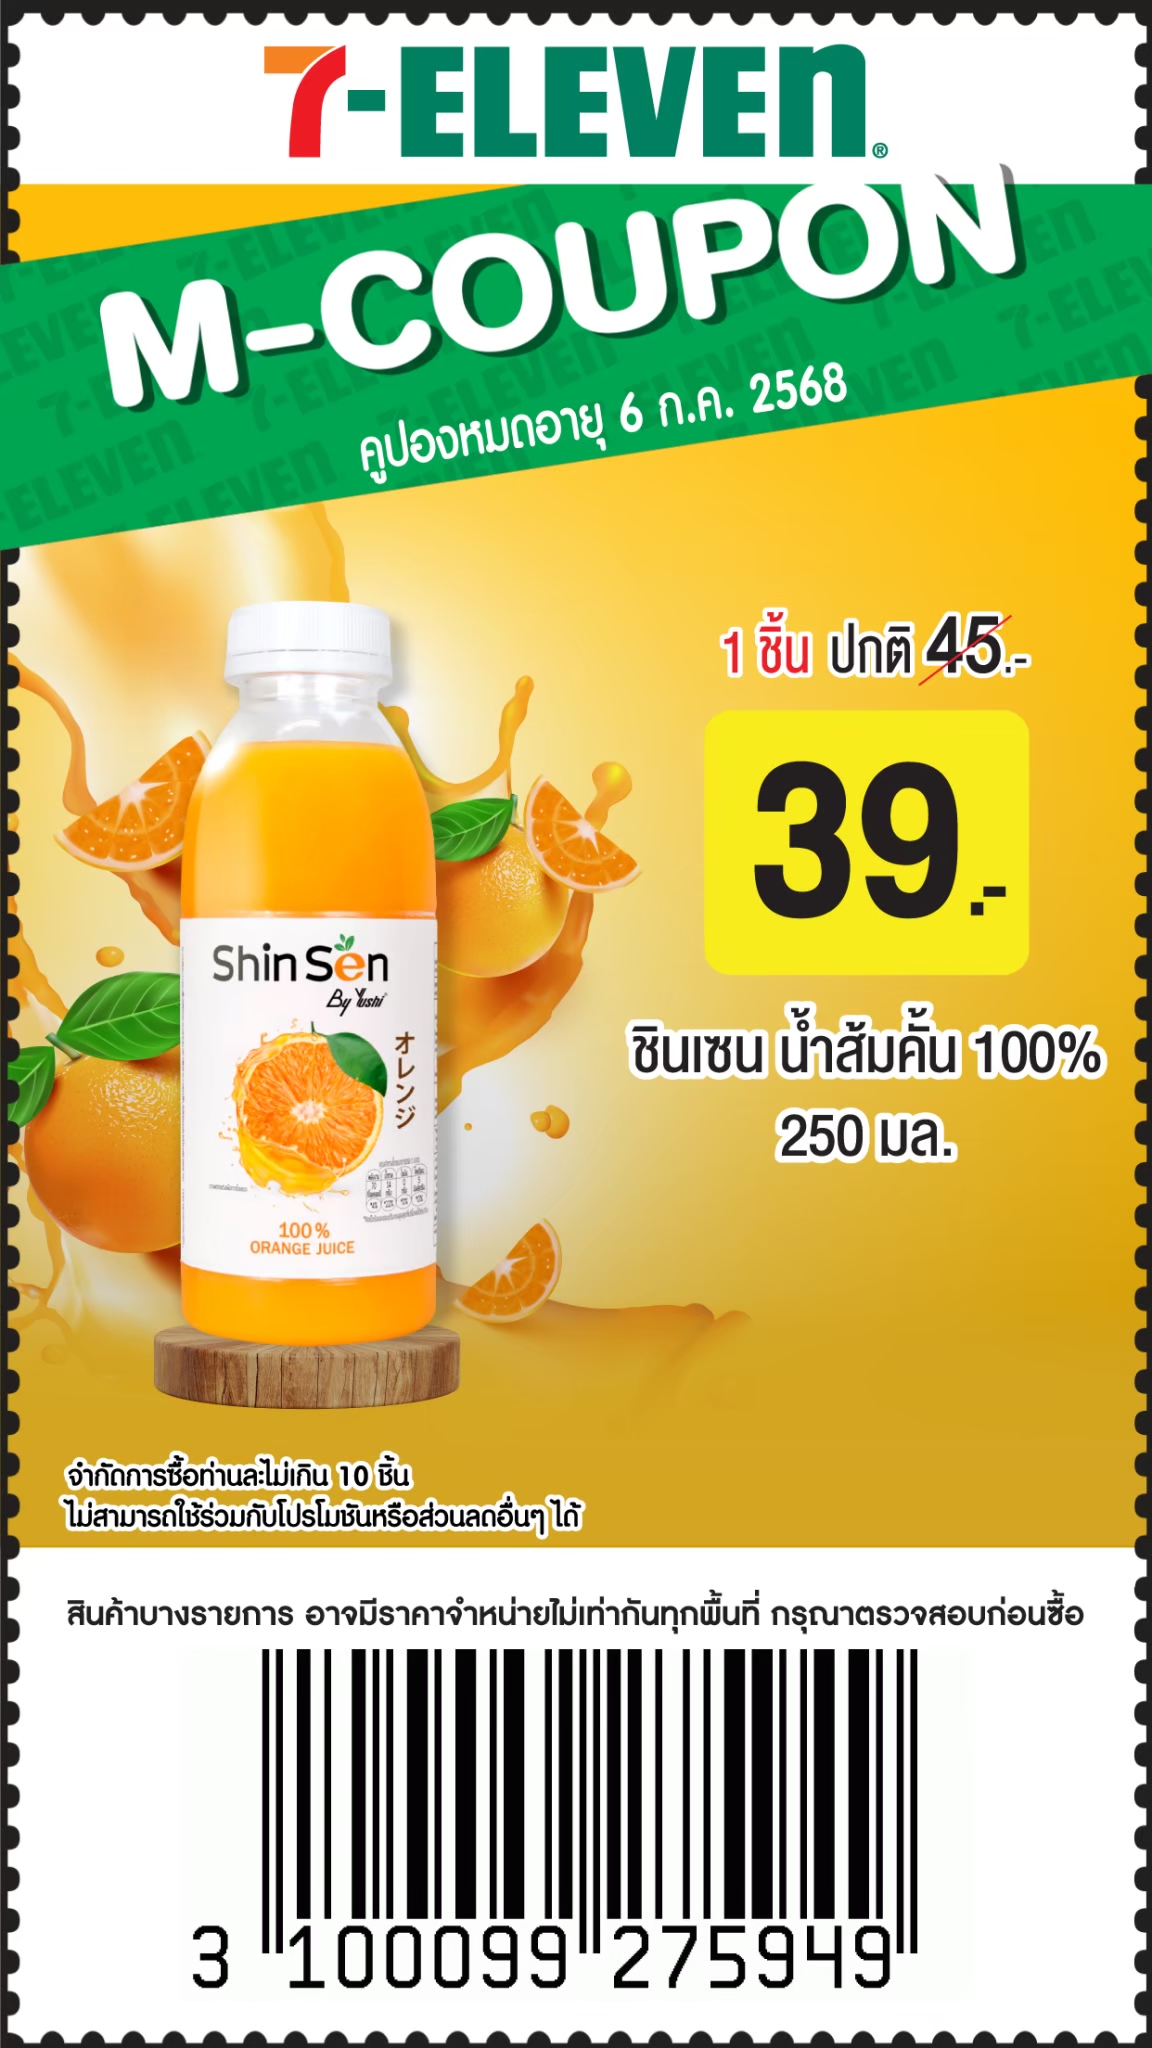 7-ELEVEn®
M-COUPON
คูปองหมดอายุ 6 ก.ค. 2568
1 ชิ้น ปกติ 45.-
39.-
ชินเซน น้ำส้มคั้น 100%
250 มล.
Shin Sen
By Yushi
オレンジ
100%
ORANGE JUICE
จำกัดการซื้อท่านละไม่เกิน 10 ชิ้น
ไม่สามารถใช้ร่วมกับโปรโมชันหรือส่วนลดอื่นๆ ได้
สินค้าบางรายการ อาจมีราคาจำหน่ายไม่เท่ากันทุกพื้นที่ กรุณาตรวจสอบก่อนซื้อ
3 100099 275949